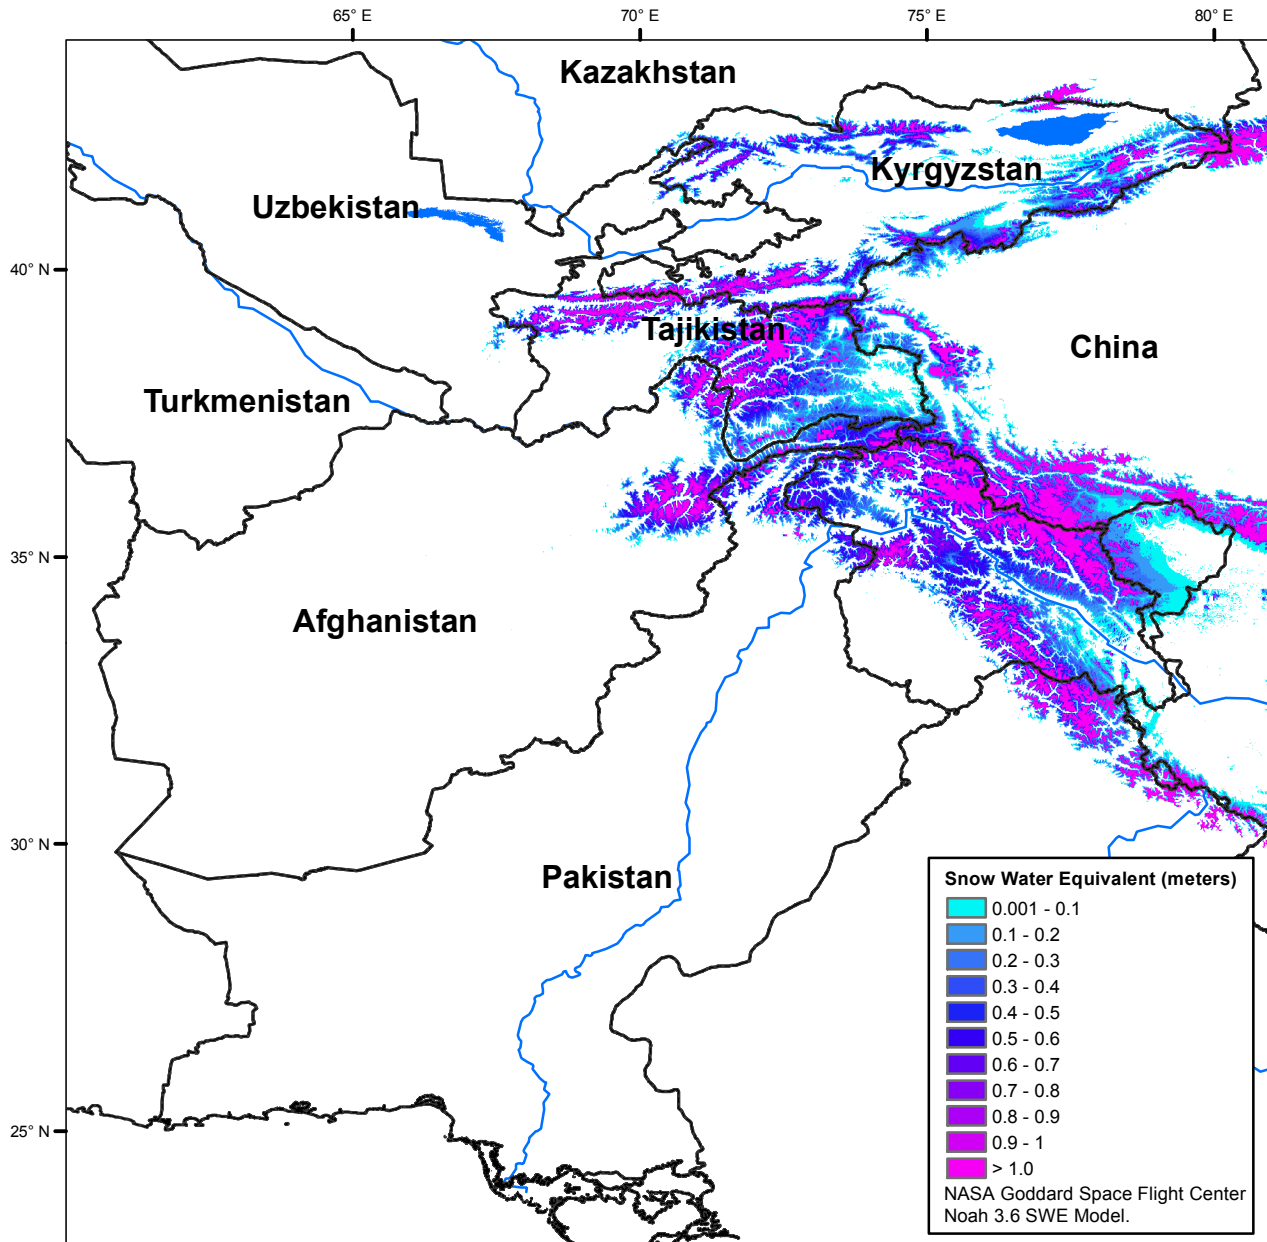 65° E
70° E
75° E
80° E
Kazakhstan
Kyrgyzstan
Uzbekistan
40° N
Tajikistan
China
Turkmenistan
35° N
Afghanistan
30° N
Pakistan
25° N
Snow Water Equivalent (meters)
0.001 - 0.1
0.1 - 0.2
0.2 - 0.3
0.3 - 0.4
0.4 - 0.5
0.5 - 0.6
0.6 - 0.7
0.7 - 0.8
0.8 - 0.9
0.9 - 1
> 1.0
NASA Goddard Space Flight Center
Noah 3.6 SWE Model.